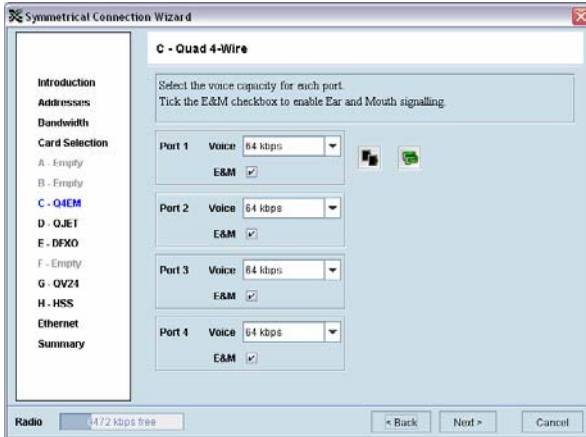 Symmetrical Connection Wizard
C - Quad 4-Wire
Introduction
Addresses
Bandwidth
Card Selection
A - Empty
B - Empty
C - Q4EM
D - QJET
E - DFXO
F - Empty
G - QV24
H - HSS
Ethernet
Summary
Select the voice capacity for each port.
Tick the E&M checkbox to enable Ear and Mouth signalling.
Port 1 Voice 64 kbps
E&M
Port 2 Voice 64 kbps
E&M
Port 3 Voice 64 kbps
E&M
Port 4 Voice 64 kbps
E&M
Radio kbps free
< Back Next > Cancel